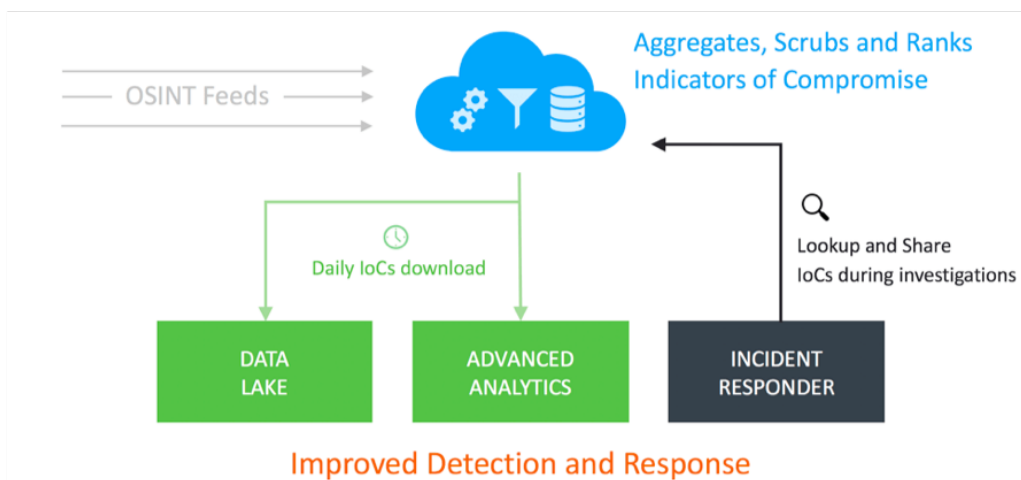 Aggregates, Scrubs and Ranks
Indicators of Compromise
OSINT Feeds
Lookup and Share
IoCs during investigations
Daily IoCs download
DATA
LAKE
ADVANCED
ANALYTICS
INCIDENT
RESPONDER
Improved Detection and Response